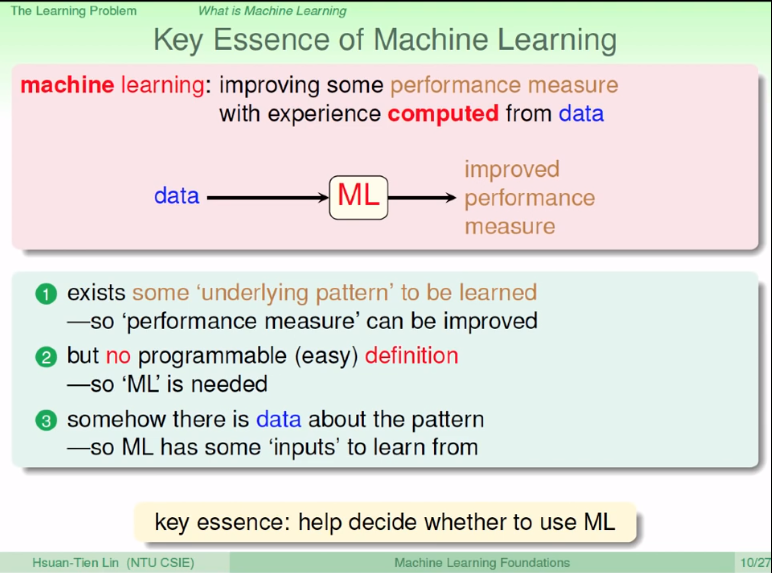 The Learning Problem What is Machine Learning
Key Essence of Machine Learning
machine learning: improving some performance measure
with experience computed from data
data
ML
improved
performance
measure
1 exists some ‘underlying pattern’ to be learned
—so ‘performance measure’ can be improved
2 but no programmable (easy) definition
—so ‘ML’ is needed
3 somehow there is data about the pattern
—so ML has some ‘inputs’ to learn from
key essence: help decide whether to use ML
Hsuan-Tien Lin (NTU CSIE) Machine Learning Foundations 10/27